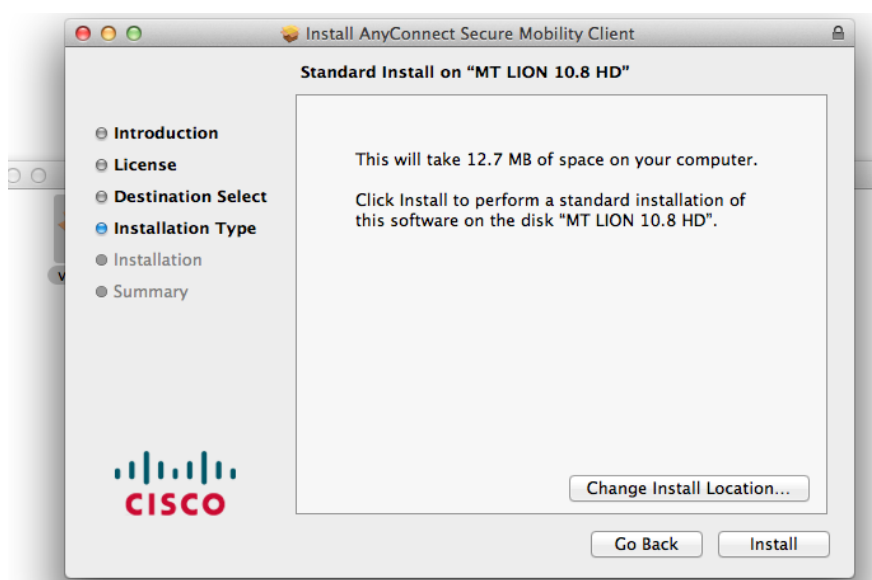 Install AnyConnect Secure Mobility Client
Standard Install on “MT LION 10.8 HD”
Introduction
License
Destination Select
Installation Type
Installation
Summary
This will take 12.7 MB of space on your computer.
Click Install to perform a standard installation of
this software on the disk “MT LION 10.8 HD”.
CISCO
Change Install Location...
Go Back
Install